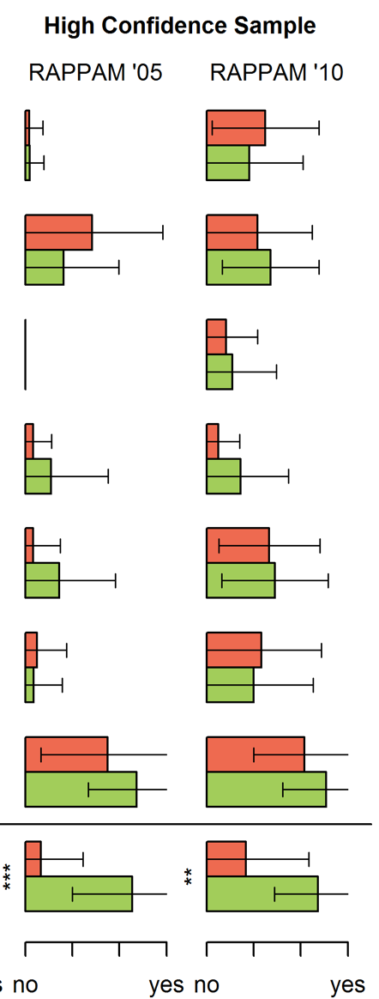 High Confidence Sample
RAPPAM '05 RAPPAM '10
*** **
no yes no yes